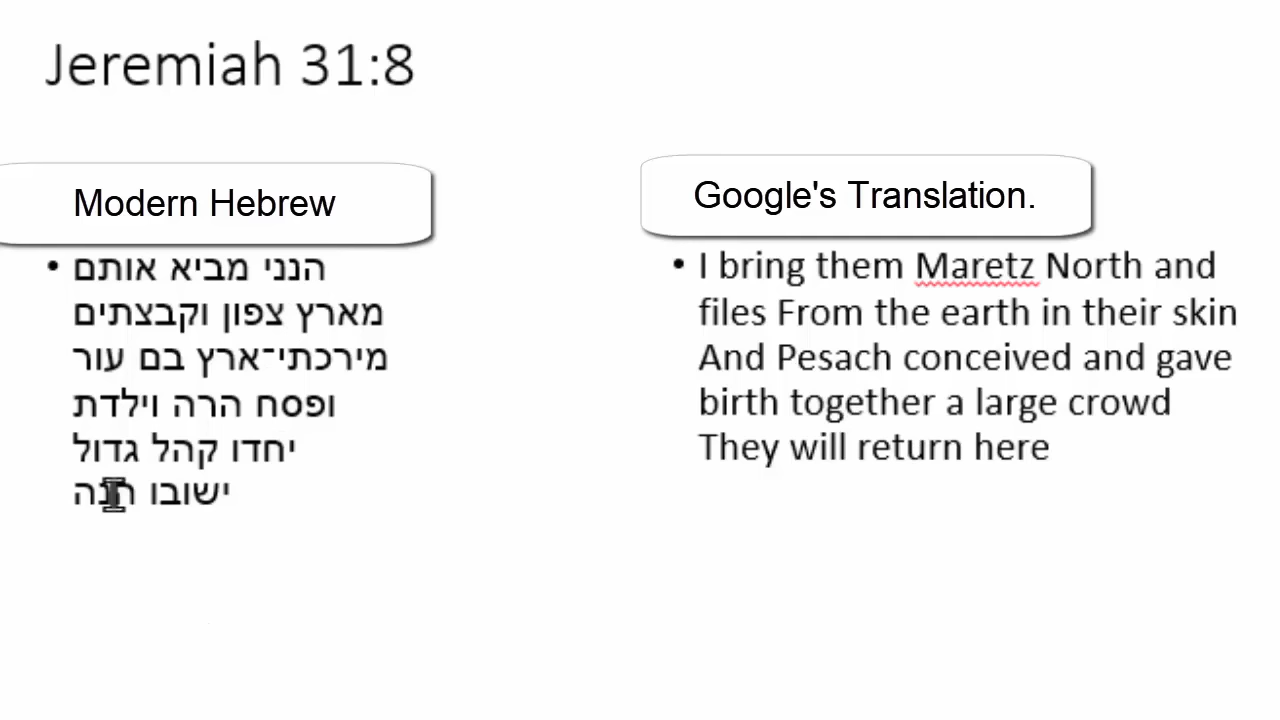 Jeremiah 31:8
Modern Hebrew
• הנני מביא אותם
מארץ צפון וקבצתים
מירכתי־ארץ בם עור
ופסח הרה וילדת
יחדו קהל גדול
ישובו הנה
Google's Translation.
• I bring them Maretz North and
files From the earth in their skin
And Pesach conceived and gave
birth together a large crowd
They will return here